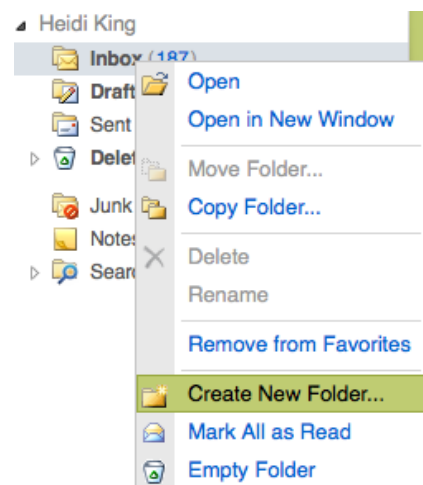 Heidi King
Inbox (187)
Draft
Open
Sent
Open in New Window
Delet
Move Folder...
Junk
Copy Folder...
Notes
Delete
Sear
Rename
Remove from Favorites
Create New Folder...
Mark All as Read
Empty Folder